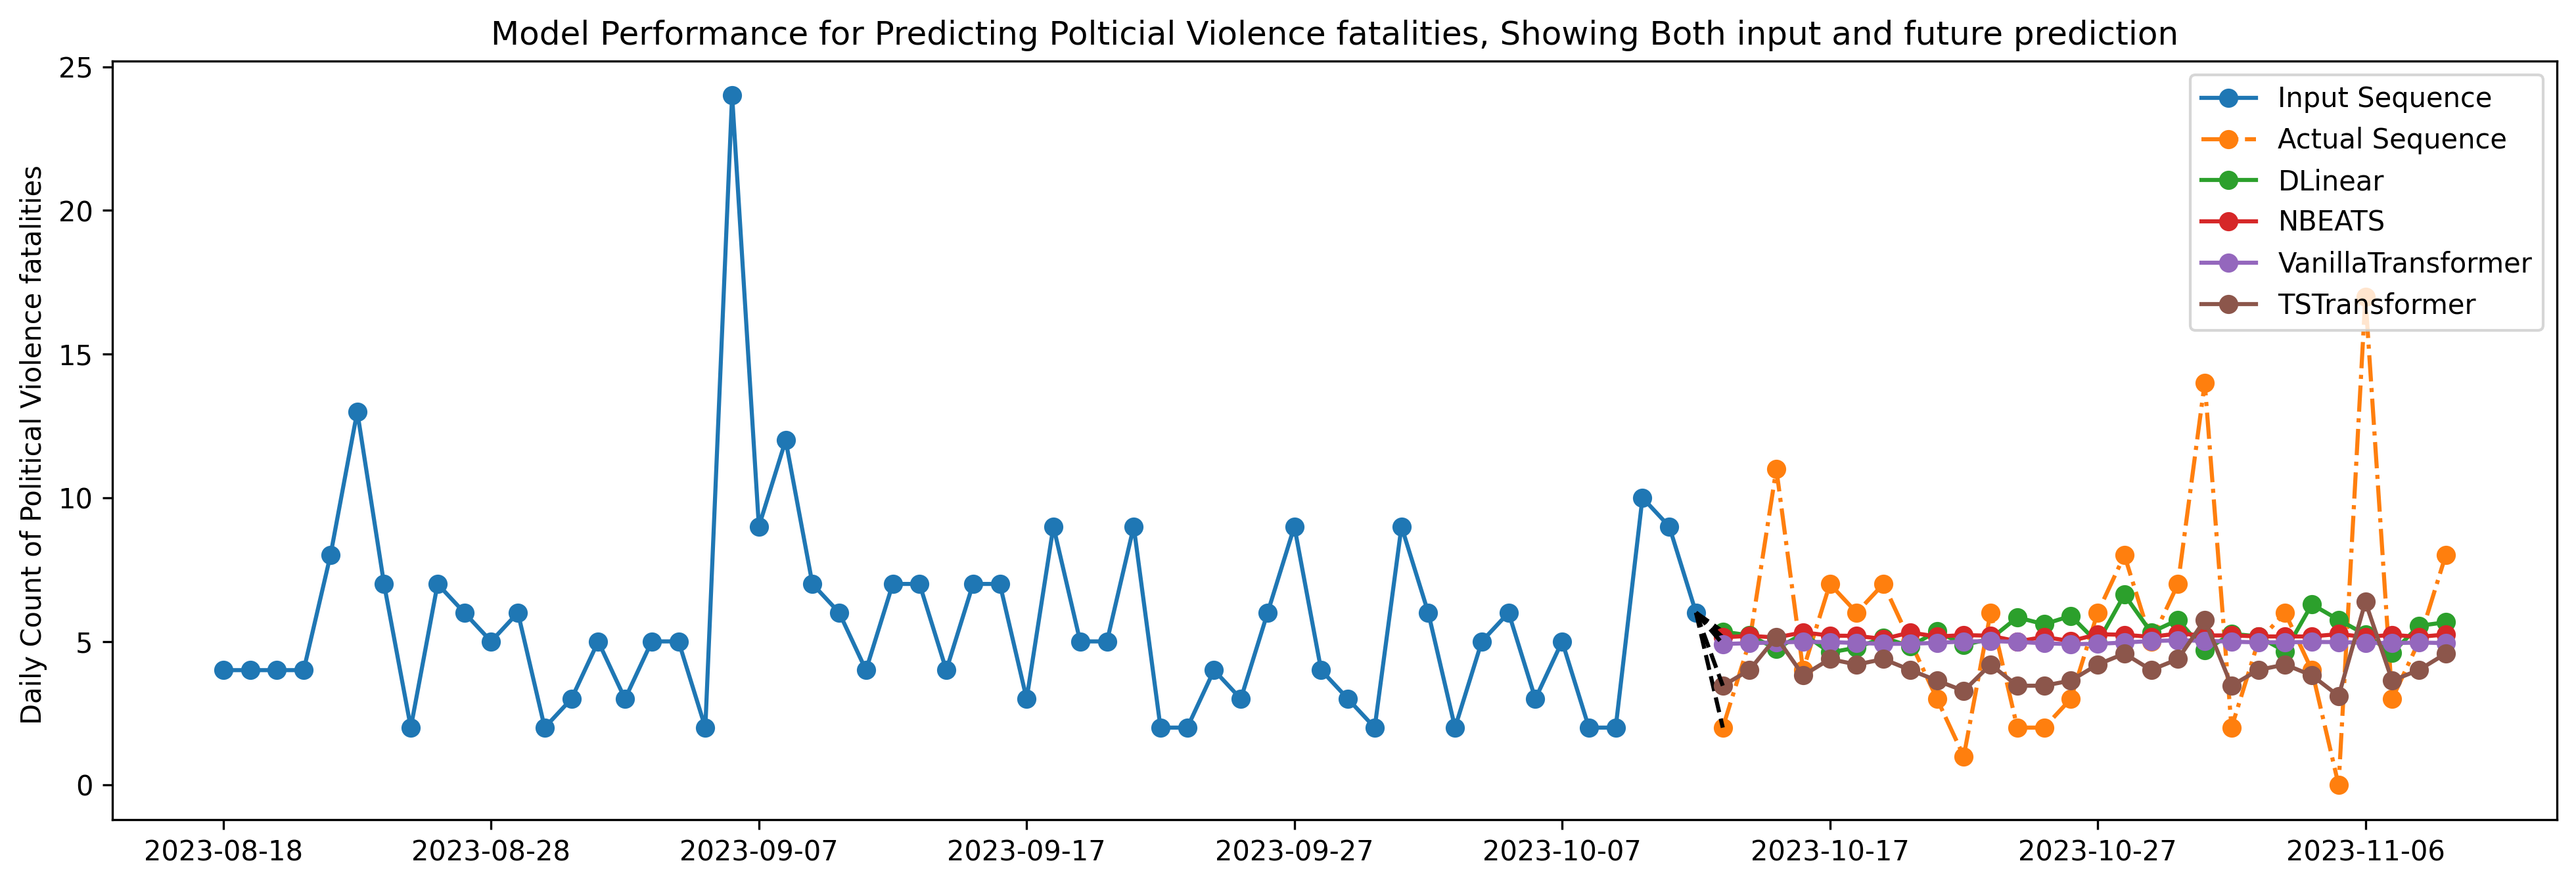 Model Performance for Predicting Polticial Violence fatalities, Showing Both input and future prediction
Daily Count of Political Violence fatalities
25
20
15
10
5
0
Input Sequence
Actual Sequence
DLinear
NBEATS
VanillaTransformer
TSTransformer
2023-08-18
2023-08-28
2023-09-07
2023-09-17
2023-09-27
2023-10-07
2023-10-17
2023-10-27
2023-11-06